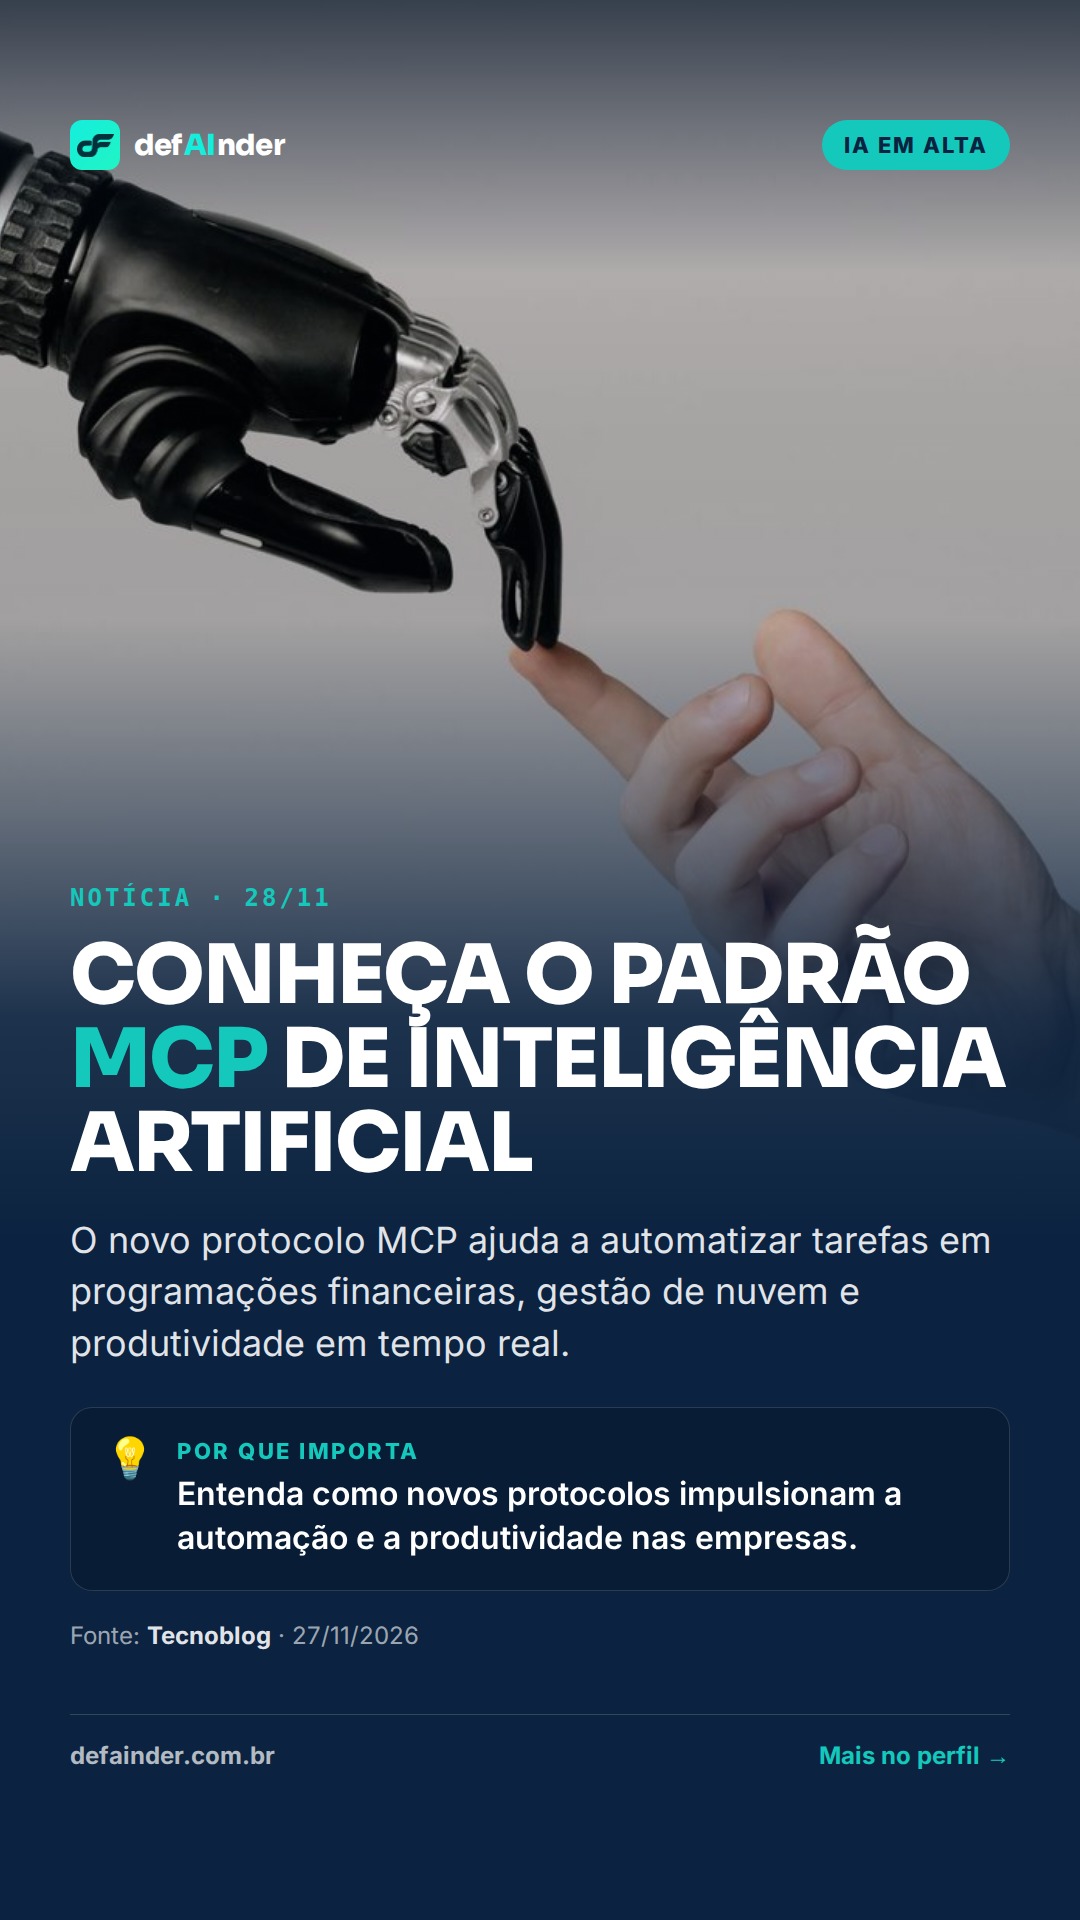 defAInder
IA EM ALTA
NOTÍCIA · 28/11
CONHEÇA O PADRÃO
MCP DE INTELIGÊNCIA
ARTIFICIAL
O novo protocolo MCP ajuda a automatizar tarefas em
programações financeiras, gestão de nuvem e
produtividade em tempo real.
POR QUE IMPORTA
Entenda como novos protocolos impulsionam a
automação e a produtividade nas empresas.
Fonte: Tecnoblog · 27/11/2026
defainder.com.br
Mais no perfil →